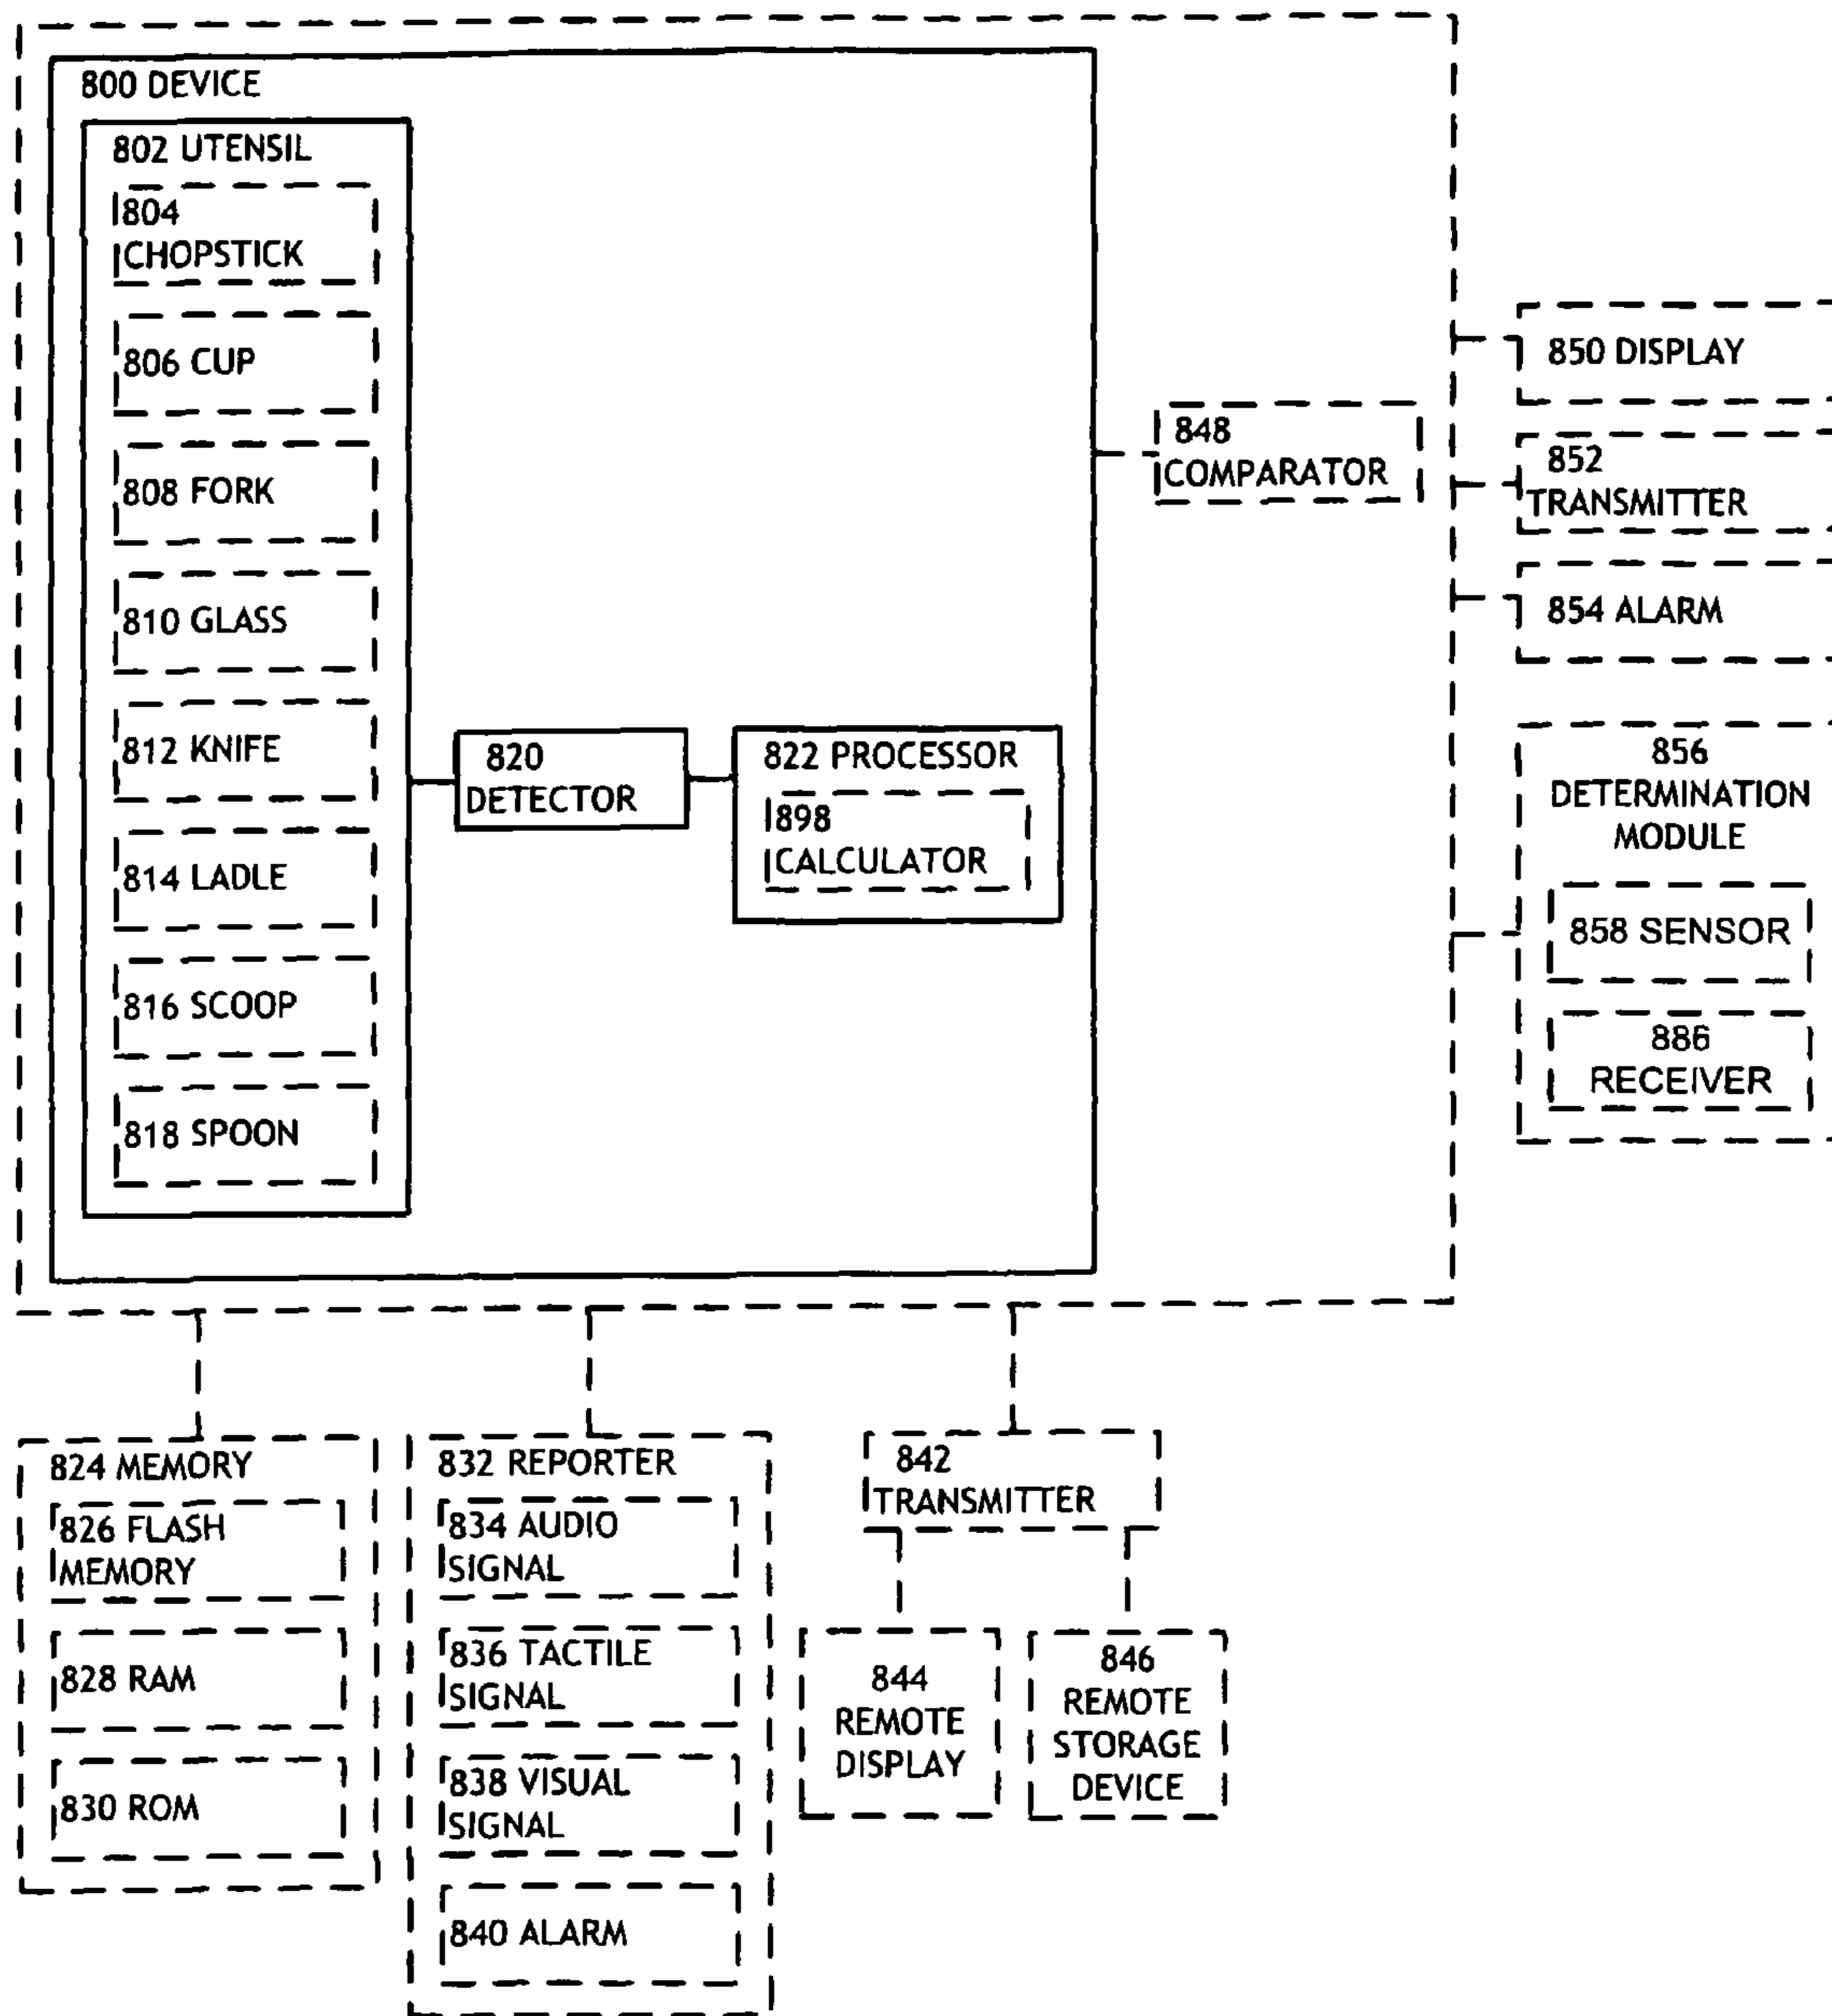 800 DEVICE
802 UTENSIL
804
CHOPSTICK
806 CUP
808 FORK
810 GLASS
812 KNIFE
814 LADLE
816 SCOOP
818 SPOON
820
DETECTOR
822 PROCESSOR
898
CALCULATOR
848
COMPARATOR
850 DISPLAY
852
TRANSMITTER
854 ALARM
856
DETERMINATION
MODULE
858 SENSOR
886
RECEIVER
824 MEMORY
826 FLASH
MEMORY
828 RAM
830 ROM
832 REPORTER
834 AUDIO
SIGNAL
836 TACTILE
SIGNAL
838 VISUAL
SIGNAL
840 ALARM
842
TRANSMITTER
844
REMOTE
DISPLAY
846
REMOTE
STORAGE
DEVICE